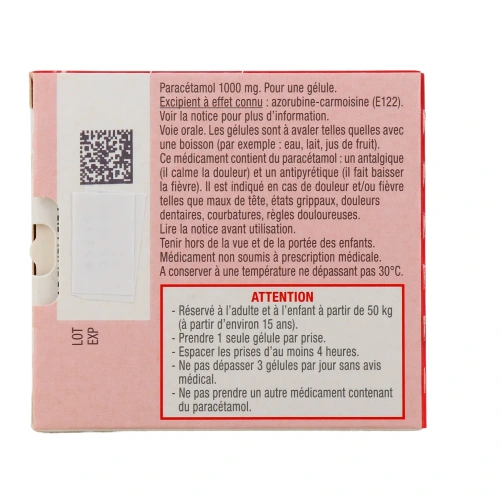 Paracétamol 1000 mg. Pour une gélule.
Excipient à effet connu : azorubine-carmoisine (E122).
Voir la notice pour plus d'information.
Voie orale. Les gélules sont à avaler telles quelles avec
une boisson (par exemple : eau, lait, jus de fruit).
Ce médicament contient du paracétamol : un antalgique
(il calme la douleur) et un antipyrétique (il fait baisser
la fièvre). Il est indiqué en cas de douleur et/ou fièvre
telles que maux de tête, états grippaux, douleurs
dentaires, courbatures, règles douloureuses.
Lire la notice avant utilisation.
Tenir hors de la vue et de la portée des enfants.
Médicament non soumis à prescription médicale.
A conserver à une température ne dépassant pas 30°C.
ATTENTION
- Réservé à l'adulte et à l'enfant à partir de 50 kg
(à partir d'environ 15 ans).
- Prendre 1 seule gélule par prise.
- Espacer les prises d'au moins 4 heures.
- Ne pas dépasser 3 gélules par jour sans avis
médical.
- Ne pas prendre un autre médicament contenant
du paracétamol.
LOT
EXP